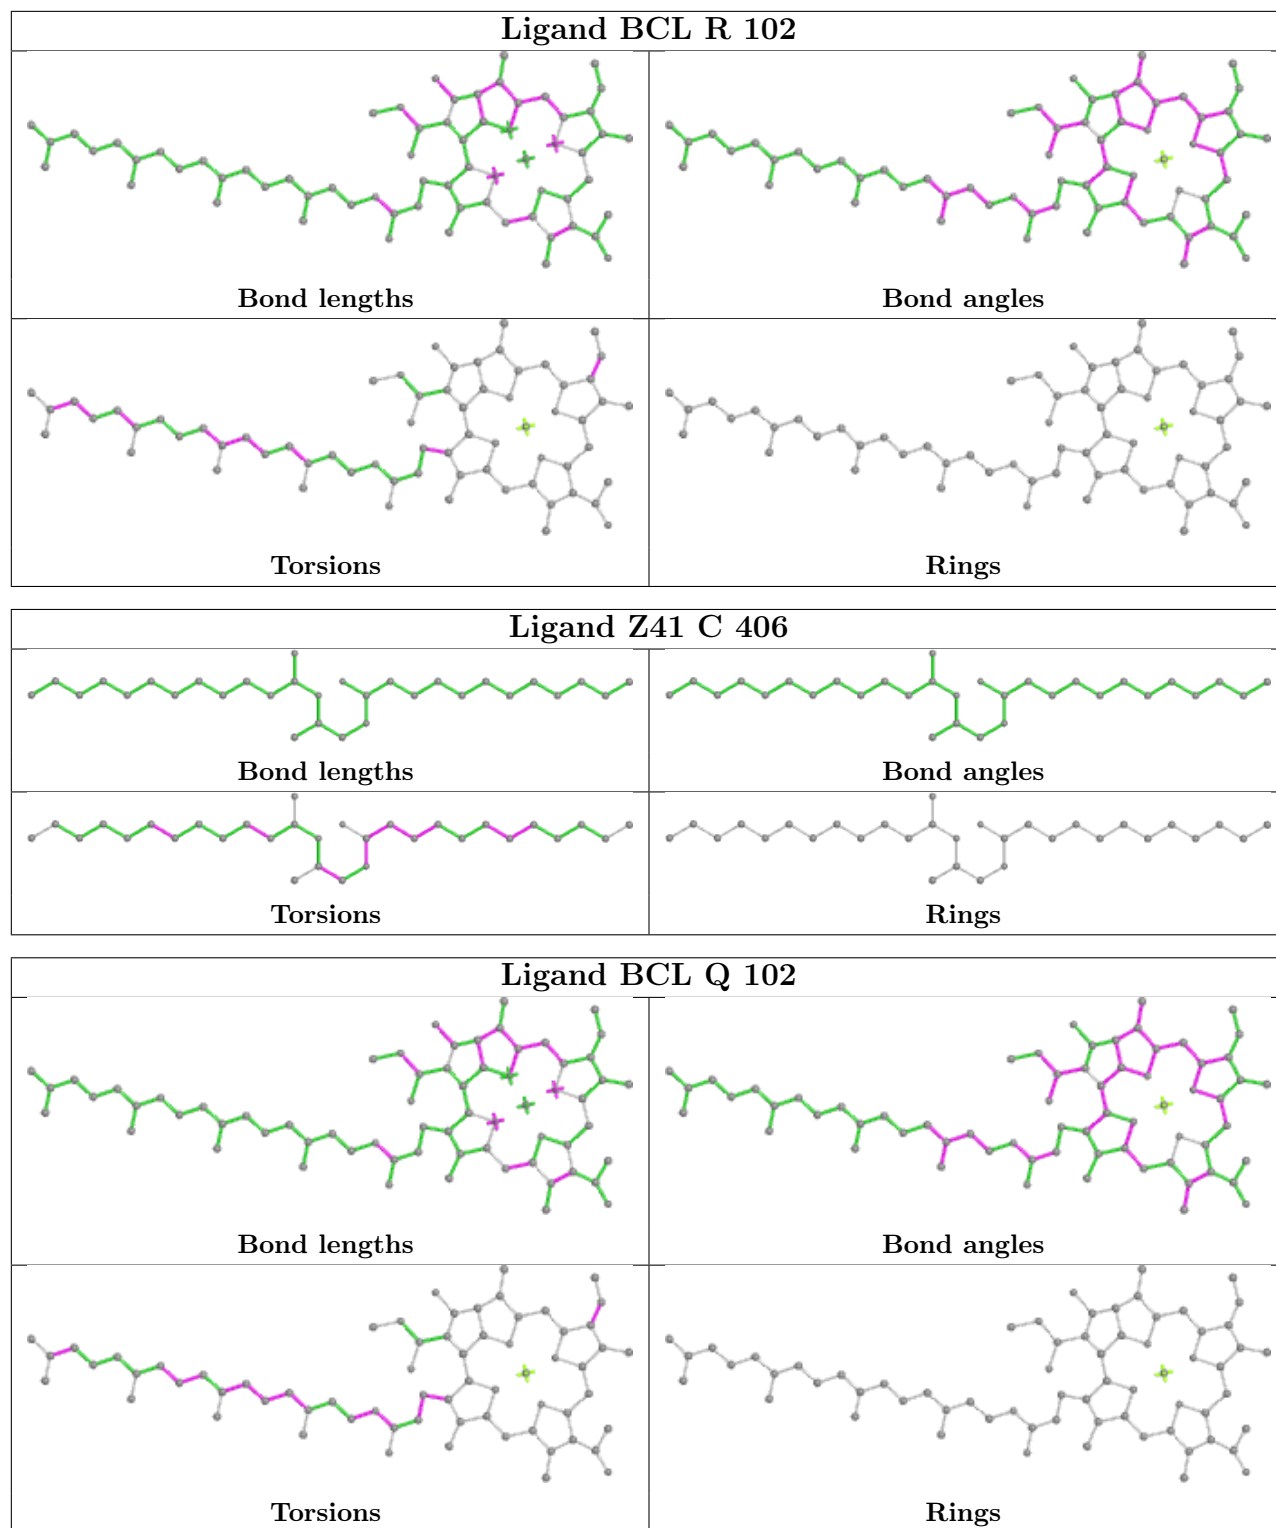 Ligand BCL R 102
Bond lengths
Bond angles
Torsions
Rings
Ligand Z41 C 406
Bond lengths
Bond angles
Torsions
Rings
Ligand BCL Q 102
Bond lengths
Bond angles
Torsions
Rings